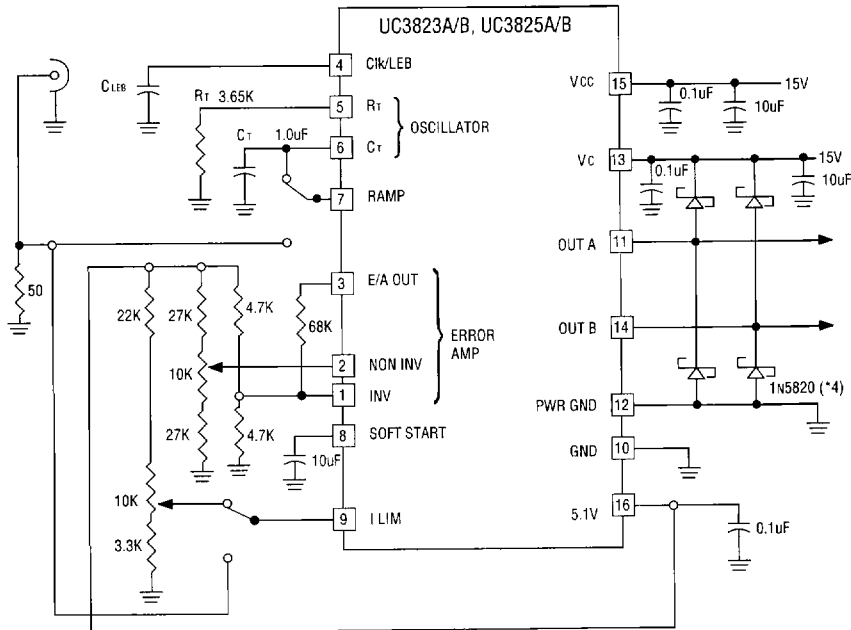 UC3823A/B, UC3825A/B
4 Clk/LEB
CLEB
RT 3.65K
5 RT
OSCILLATOR
CT 1.0uF
6 CT
7 RAMP
VCC 15
15V
0.1uF
10uF
VC 13
15V
0.1uF
10uF
OUT A 11
OUT B 14
1N5820 (*4)
PWR GND 12
GND 10
5.1V 16
0.1uF
50
3 E/A OUT
22K
27K
4.7K
68K
ERROR
AMP
10K
2 NON INV
1 INV
27K
4.7K
8 SOFT START
10uF
10K
9 I LIM
3.3K